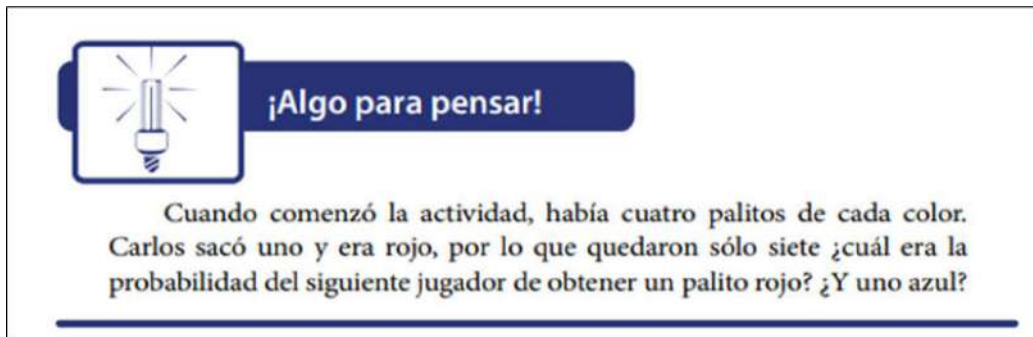 ¡Algo para pensar!
Cuando comenzó la actividad, había cuatro palitos de cada color.
Carlos sacó uno y era rojo, por lo que quedaron sólo siete ¿cuál era la
probabilidad del siguiente jugador de obtener un palito rojo? ¿Y uno azul?